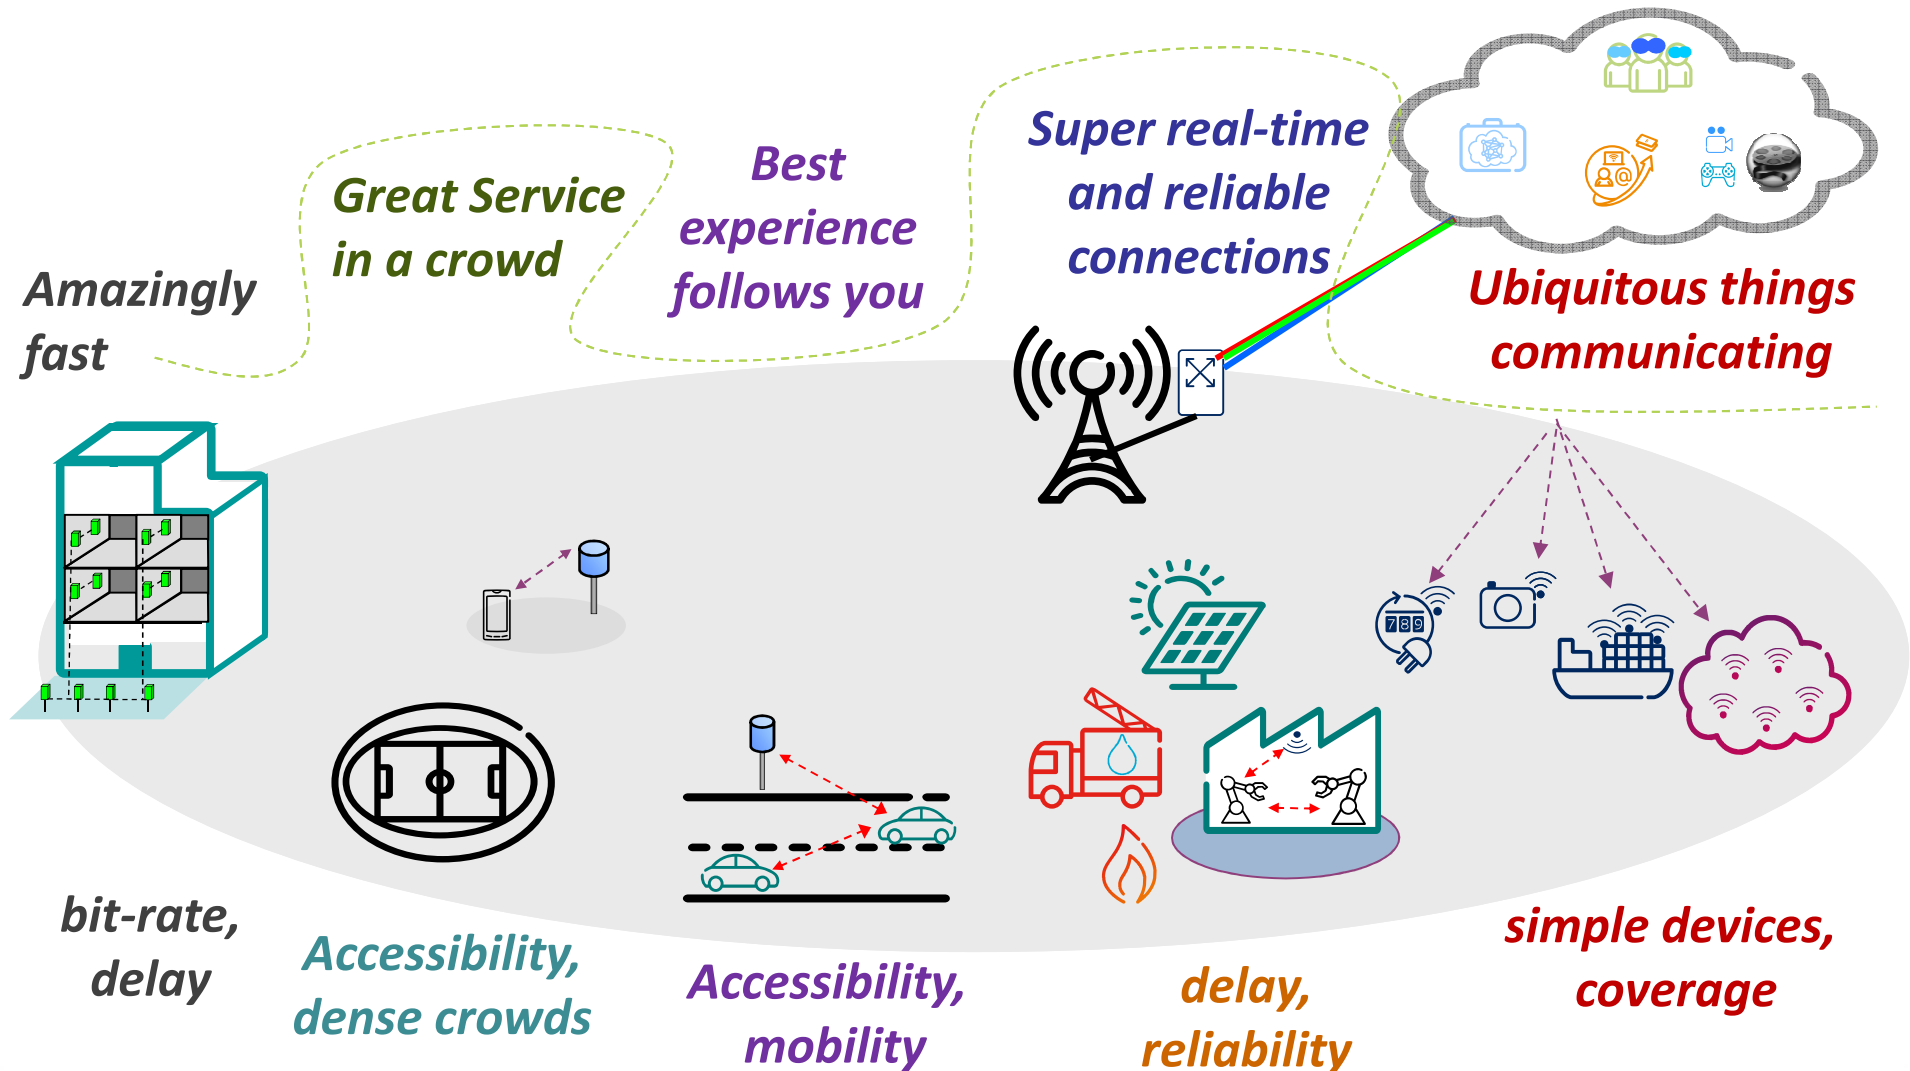 Amazingly
fast
Great Service
in a crowd
Best
experience
follows you
Super real-time
and reliable
connections
Ubiquitous things
communicating
@
789
bit-rate,
delay
Accessibility,
dense crowds
Accessibility,
mobility
delay,
reliability
simple devices,
coverage